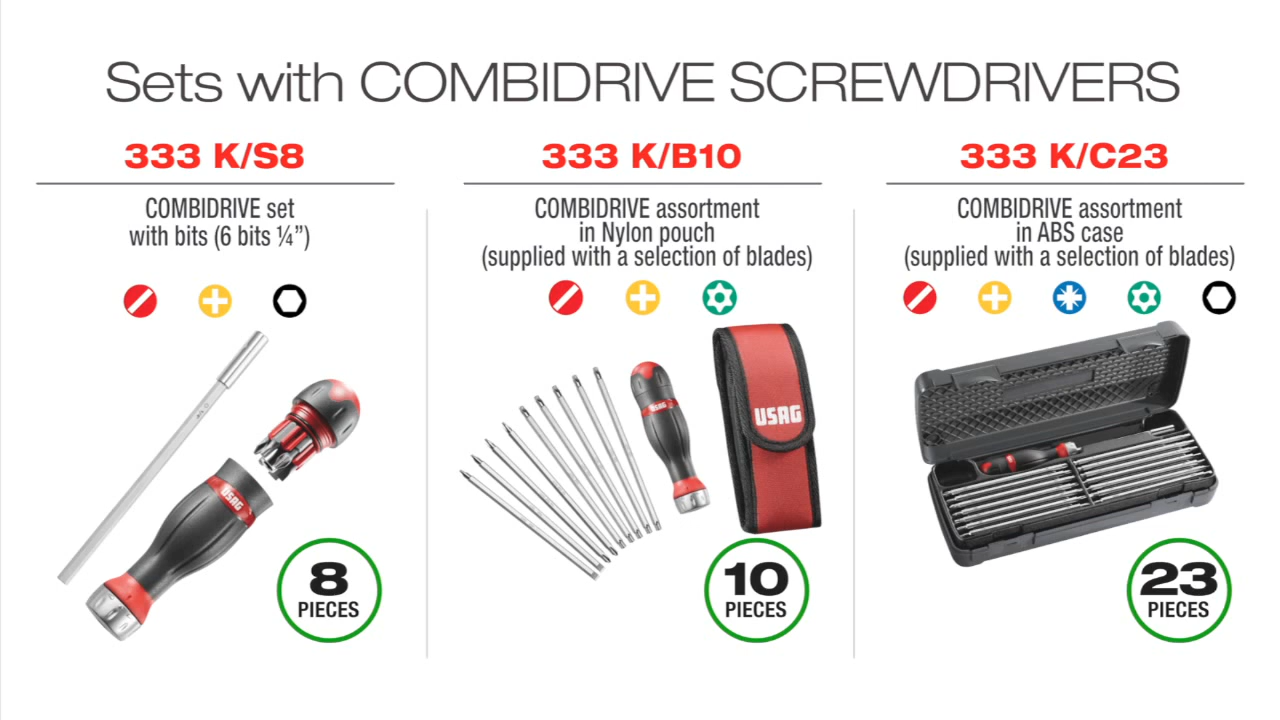 Sets with COMBIDRIVE SCREWDRIVERS
333 K/S8
COMBIDRIVE set
with bits (6 bits ¼”)
USAG
8
PIECES
333 K/B10
COMBIDRIVE assortment
in Nylon pouch
(supplied with a selection of blades)
USAG
USAG
10
PIECES
333 K/C23
COMBIDRIVE assortment
in ABS case
(supplied with a selection of blades)
23
PIECES